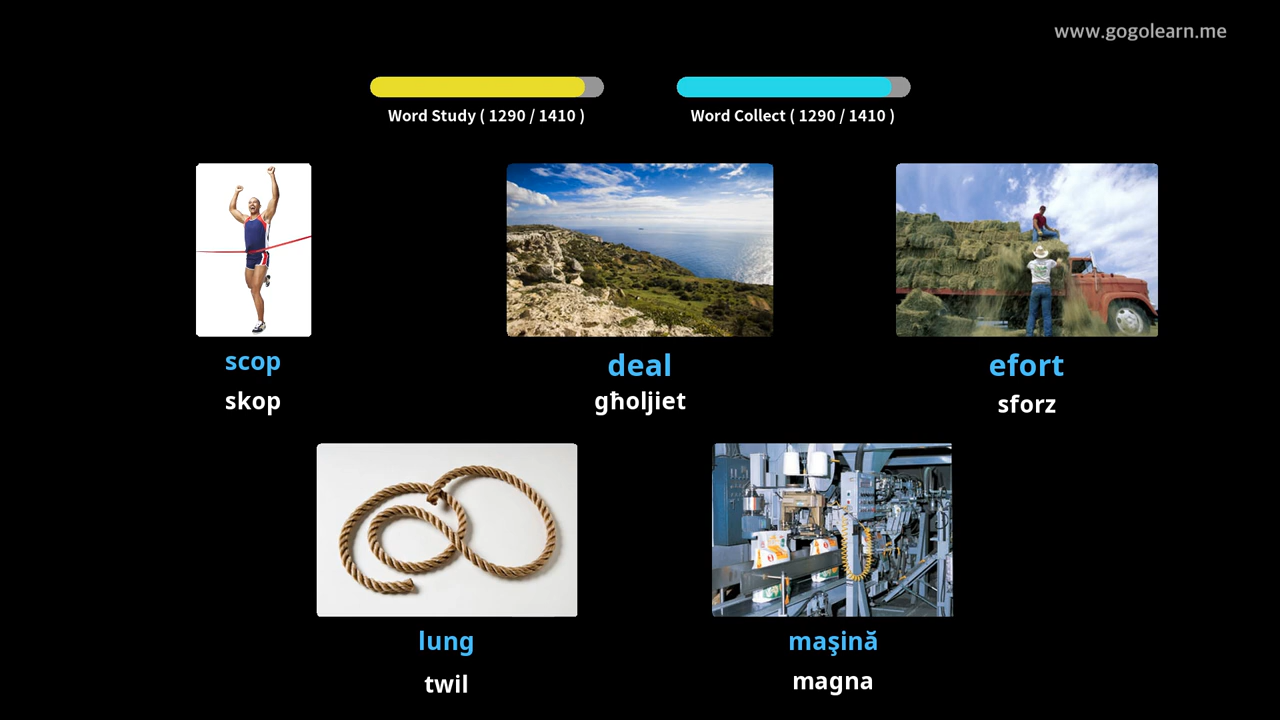 www.gogolearn.me
Word Study ( 1290 / 1410 )
Word Collect ( 1290 / 1410 )
scop
skop
deal
għoljiet
efort
sforz
lung
twil
maşină
magna